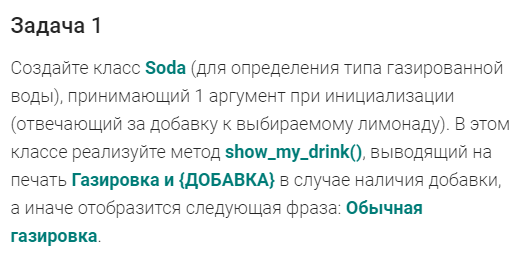 Задача 1
Создайте класс Soda (для определения типа газированной
воды), принимающий 1 аргумент при инициализации
(отвечающий за добавку к выбираемому лимонаду). В этом
классе реализуйте метод show_my_drink(), выводящий на
печать Газировка и {ДОБАВКА} в случае наличия добавки,
а иначе отобразится следующая фраза: Обычная
газировка.